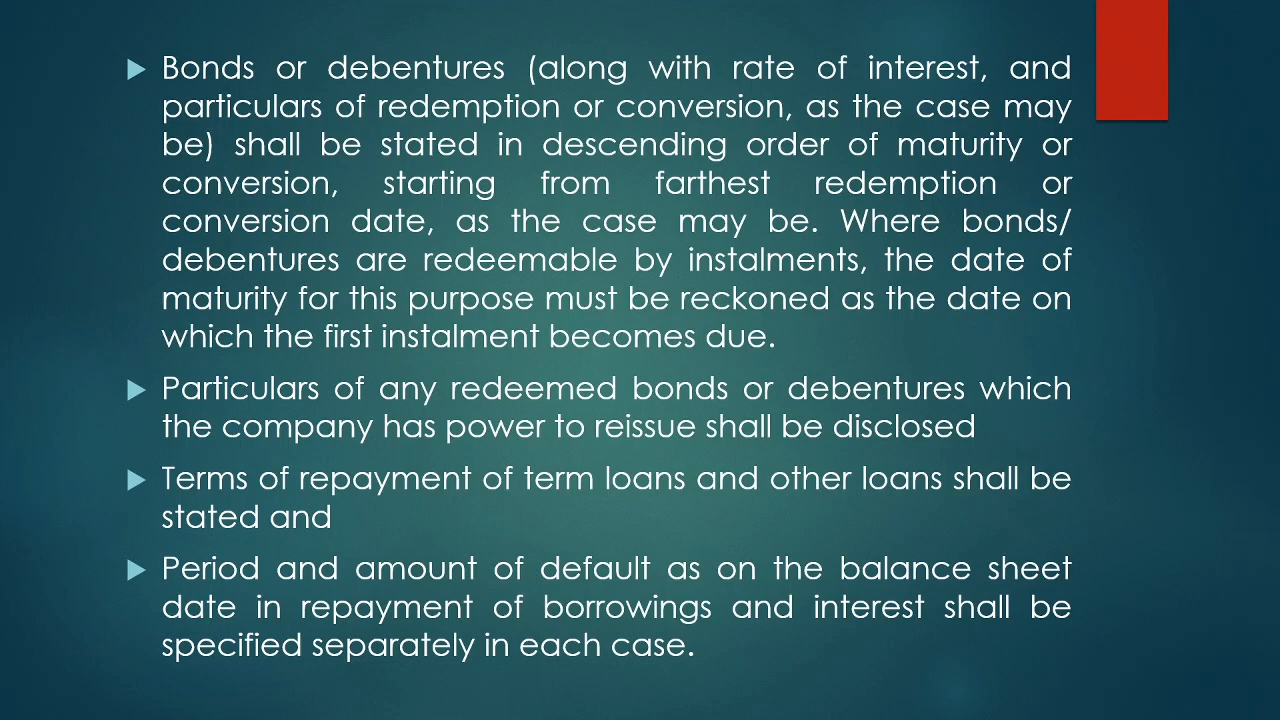 Bonds or debentures (along with rate of interest, and
particulars of redemption or conversion, as the case may
be) shall be stated in descending order of maturity or
conversion, starting from farthest redemption or
conversion date, as the case may be. Where bonds/
debentures are redeemable by instalments, the date of
maturity for this purpose must be reckoned as the date on
which the first instalment becomes due.
Particulars of any redeemed bonds or debentures which
the company has power to reissue shall be disclosed
Terms of repayment of term loans and other loans shall be
stated and
Period and amount of default as on the balance sheet
date in repayment of borrowings and interest shall be
specified separately in each case.